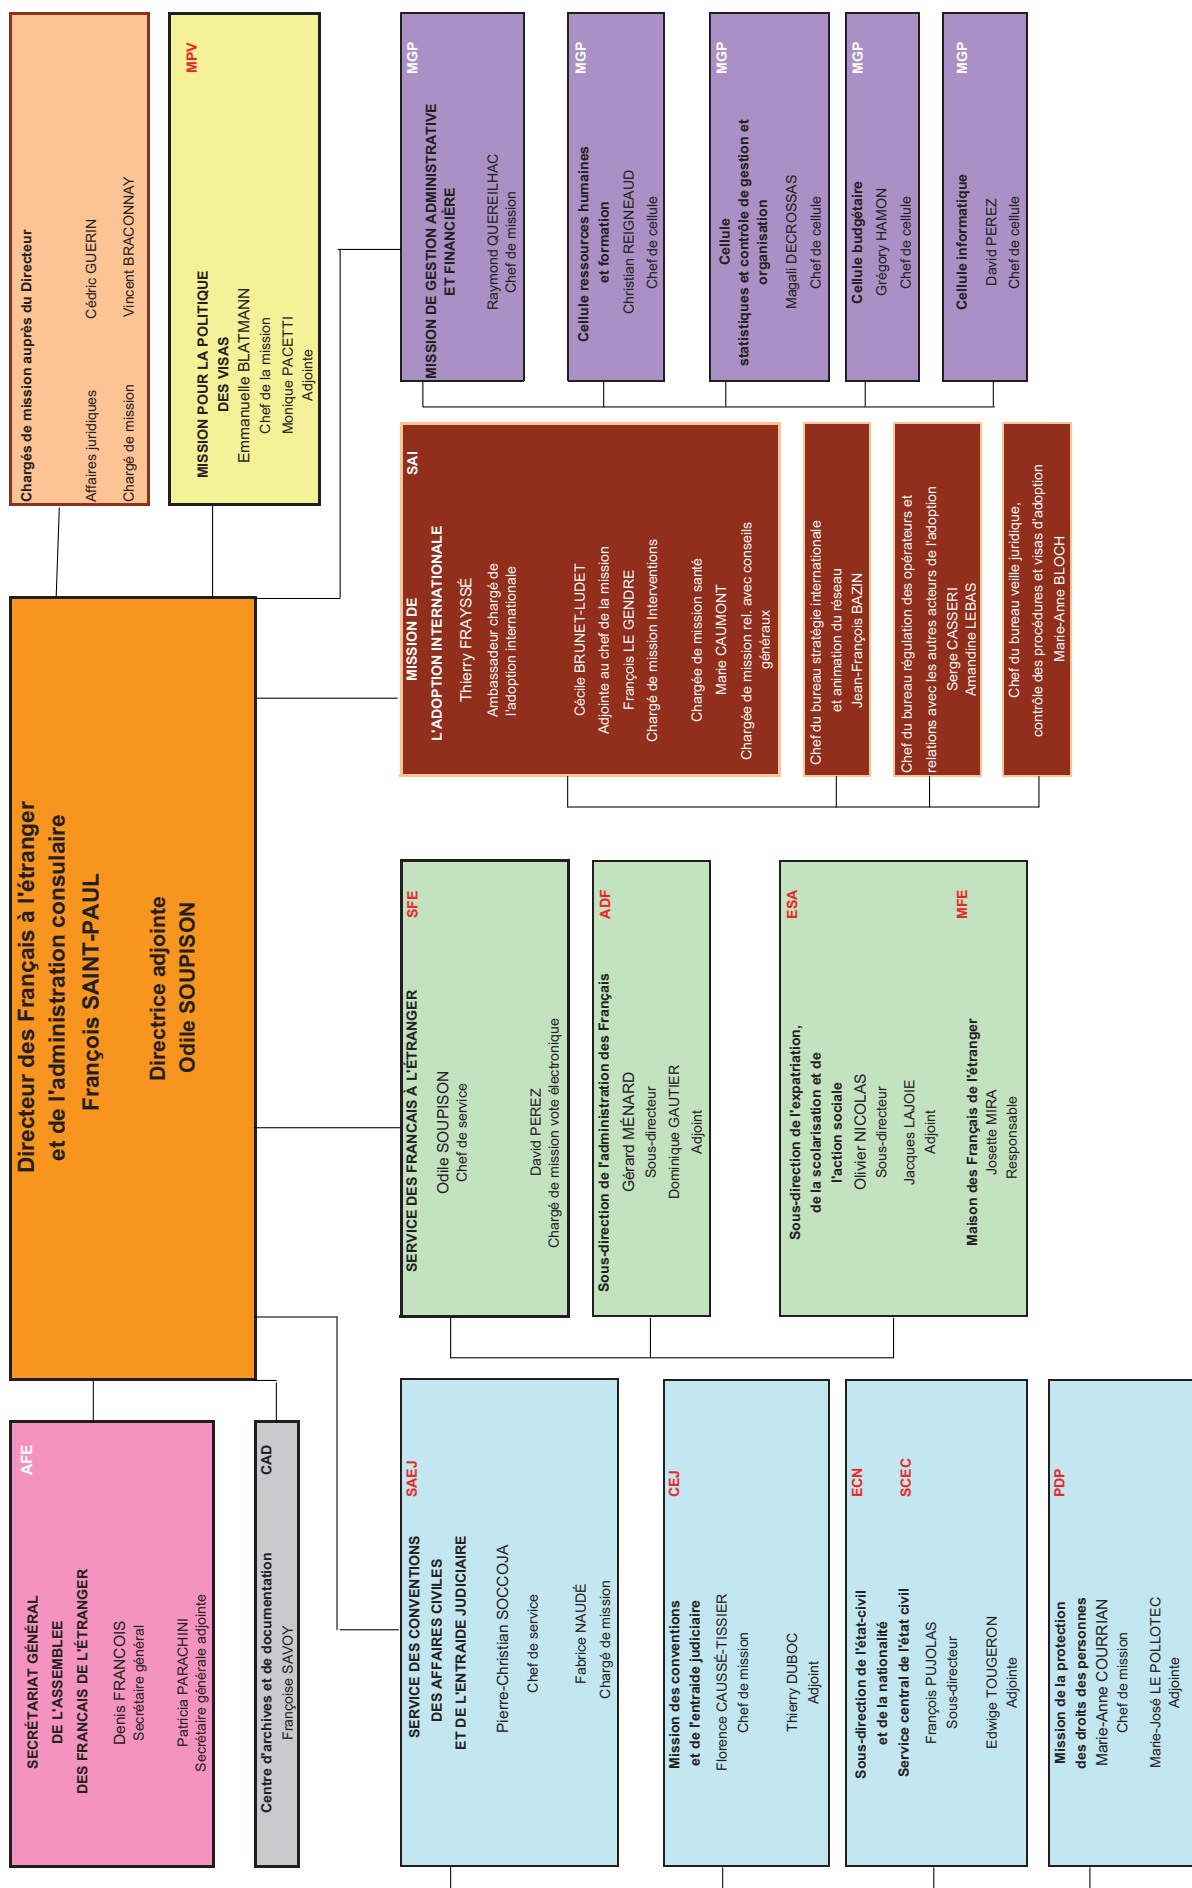 Directeur des Français à l'étranger
et de l'administration consulaire
François SAINT-PAUL
Directrice adjointe
Odile SOUPISON
SECRÉTARIAT GÉNÉRAL
AFE
DE L'ASSEMBLEE
DES FRANCAIS DE L'ÉTRANGER
Denis FRANCOIS
Secrétaire général
Patricia PARACHINI
Secrétaire générale adjointe
Centre d'archives et de documentation
CAD
Françoise SAVOY
Chargés de mission auprès du Directeur
Affaires juridiques
Cédric GUERIN
Chargé de mission
Vincent BRACONNAY
MISSION POUR LA POLITIQUE
MPV
DES VISAS
Emmanuelle BLATMANN
Chef de la mission
Monique PACETTI
Adjointe
SERVICE DES CONVENTIONS
SAEJ
DES AFFAIRES CIVILES
ET DE L'ENTRAIDE JUDICIAIRE
Pierre-Christian SOCCOJA
Chef de service
Fabrice NAUDÉ
Chargé de mission
Mission des conventions
CEJ
et de l'entraide judiciaire
Florence CAUSSÉ-TISSIER
Chef de mission
Thierry DUBOC
Adjoint
Sous-direction de l'état-civil
ECN
et de la nationalité
Service central de l'état civil
SCEC
François PUJOLAS
Sous-directeur
Edwige TOUGERON
Adjointe
Mission de la protection
PDP
des droits des personnes
Marie-Anne COURRIAN
Chef de mission
Marie-José LE POLLOTEC
Adjointe
SERVICE DES FRANCAIS À L'ÉTRANGER
SFE
Odile SOUPISON
Chef de service
David PEREZ
Chargé de mission vote électronique
Sous-direction de l'administration des Français
ADF
Gérard MÉNARD
Sous-directeur
Dominique GAUTIER
Adjoint
Sous-direction de l'expatriation,
ESA
de la scolarisation et de
l'action sociale
Olivier NICOLAS
Sous-directeur
Jacques LAJOIE
Adjoint
Maison des Français de l'étranger
MFE
Josette MIRA
Responsable
MISSION DE
SAI
L'ADOPTION INTERNATIONALE
Thierry FRAYSSÉ
Ambassadeur chargé de
l'adoption internationale
Cécile BRUNET-LUDET
Adjointe au chef de la mission
François LE GENDRE
Chargé de mission Interventions
Chargée de mission santé
Marie CAUMONT
Chargée de mission rel. avec conseils
généraux
Chef du bureau stratégie internationale
et animation du réseau
Jean-François BAZIN
Chef du bureau régulation des opérateurs et
relations avec les autres acteurs de l'adoption
Serge CASSERI
Amandine LEBAS
Chef du bureau veille juridique,
contrôle des procédures et visas d'adoption
Marie-Anne BLOCH
MISSION DE GESTION ADMINISTRATIVE
MGP
ET FINANCIÈRE
Raymond QUEREILHAC
Chef de mission
Cellule ressources humaines
MGP
et formation
Christian REIGNEAUD
Chef de cellule
Cellule
MGP
statistiques et contrôle de gestion et
organisation
Magali DECROSSAS
Chef de cellule
Cellule budgétaire
MGP
Grégory HAMON
Chef de cellule
Cellule informatique
MGP
David PEREZ
Chef de cellule